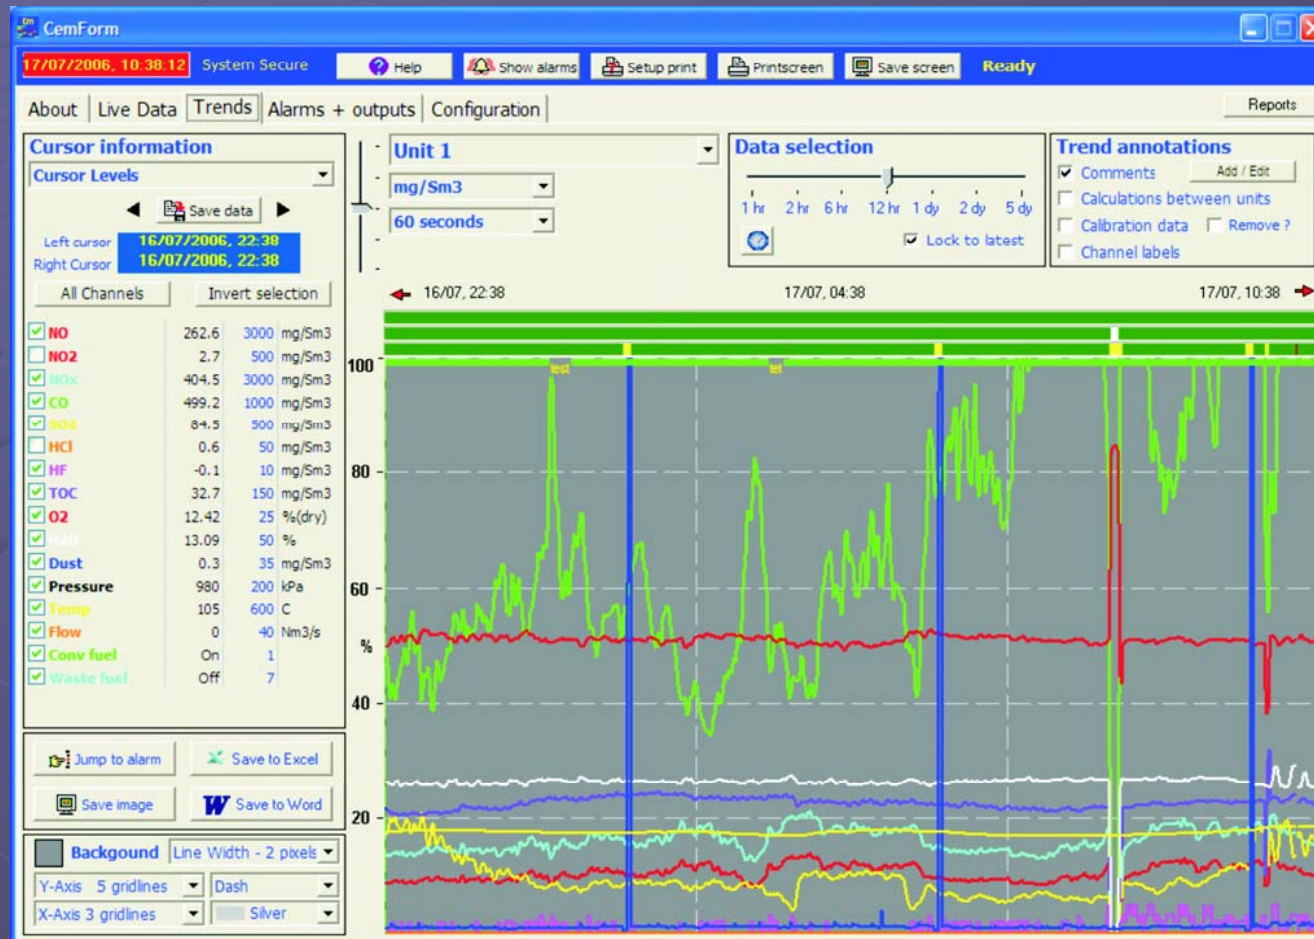 CemForm
17/07/2006, 10:38:12 System Secure Help Show alarms Setup print Printscreen Save screen Ready
About Live Data Trends Alarms + outputs Configuration Reports
Cursor information
Cursor Levels
Save data
Left cursor 16/07/2006, 22:38
Right Cursor 16/07/2006, 22:38
All Channels Invert selection
NO 262.6 3000 mg/Sm3
NO2 2.7 500 mg/Sm3
NOx 404.5 3000 mg/Sm3
CO 499.2 1000 mg/Sm3
SO2 84.5 500 mg/Sm3
HCl 0.6 50 mg/Sm3
HF -0.1 10 mg/Sm3
TOC 32.7 150 mg/Sm3
O2 12.42 25 %(dry)
H2O 13.09 50 %
Dust 0.3 35 mg/Sm3
Pressure 980 200 kPa
Temp 105 600 C
Flow 0 40 Nm3/s
Conv fuel On 1
Waste fuel Off 7
Jump to alarm Save to Excel
Save image W Save to Word
Backgound Line Width - 2 pixels
Y-Axis 5 gridlines Dash
X-Axis 3 gridlines Silver
Unit 1
mg/Sm3
60 seconds
Data selection
1 hr 2 hr 6 hr 12 hr 1 dy 2 dy 5 dy
Lock to latest
Trend annotations
Comments Add / Edit
Calculations between units
Calibration data Remove ?
Channel labels
16/07, 22:38 17/07, 04:38 17/07, 10:38
100
test tet
80
60
%
40
20